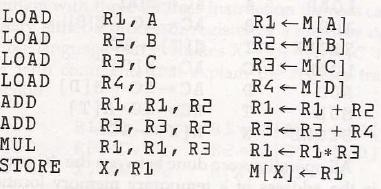 LOAD R1, A R1←M[A]
LOAD R2, B R2←M[B]
LOAD R3, C R3←M[C]
LOAD R4, D R4←M[D]
ADD R1, R1, R2 R1←R1 + R2
ADD R3, R3, R2 R3←R3 + R4
MUL R1, R1, R3 R1←R1*R3
STORE X, R1 M[X]←R1